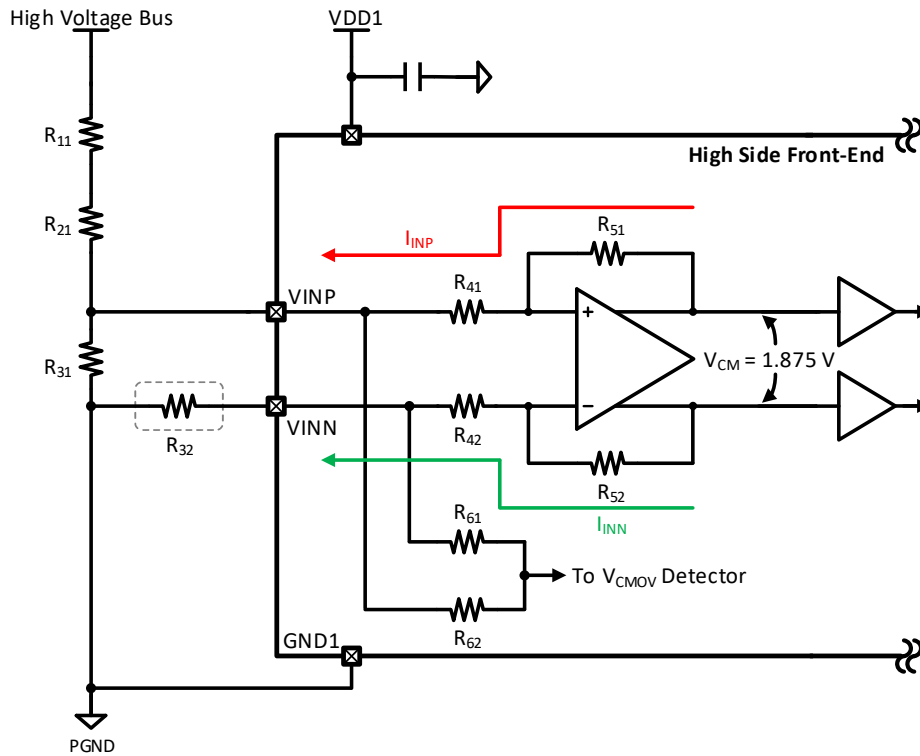 High Voltage Bus
VDD1
R11
High Side Front-End
R21
R51
IINP
VINP
R41
+
R31
VCM = 1.875 V
−
VINN
R32
R42
R52
R61
IINN
To VCMOV Detector
R62
GND1
PGND